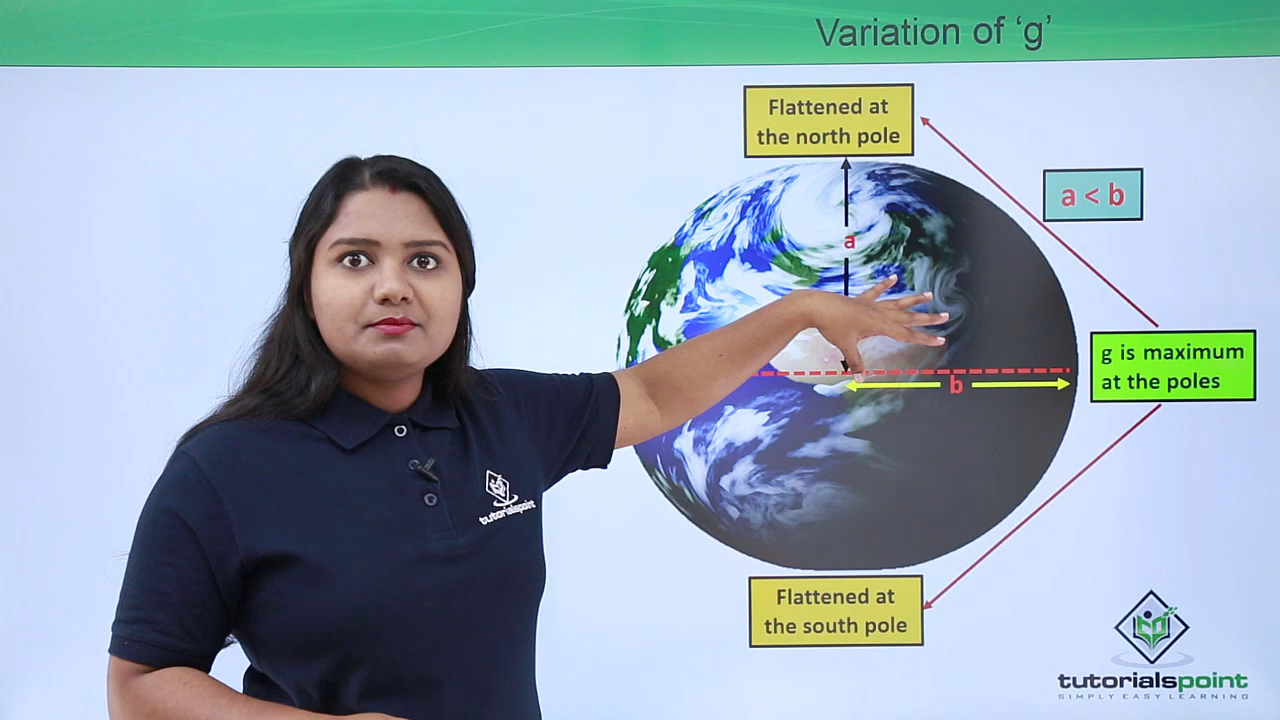 Variation of ‘g’
Flattened at
the north pole
a < b
a
g is maximum
at the poles
b
tutorialspoint
Flattened at
the south pole
tutorialspoint
SIMPLY EASY LEARNING